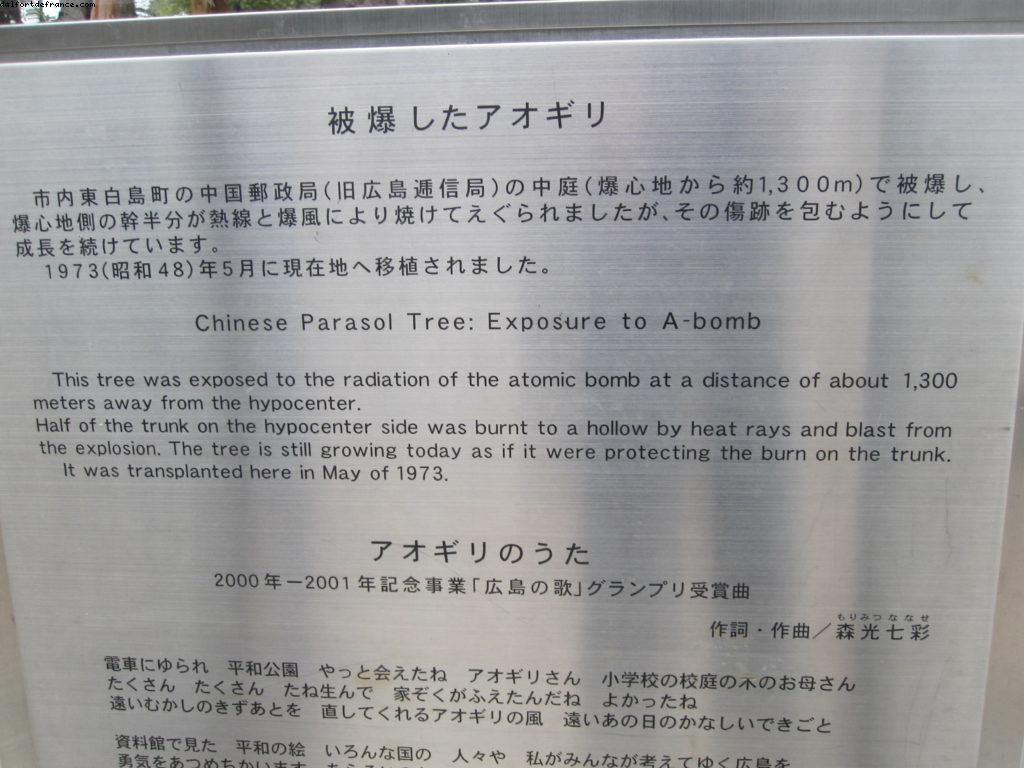 dalfortdefrance.com
被爆したアオギリ
市内東白島町の中国郵政局(旧広島逓信局)の中庭(爆心地から約1,300m)で被爆し、
爆心地側の幹半分が熱線と爆風により焼けてえぐられましたが、その傷跡を包むようにして
成長を続けています。
1973(昭和48)年5月に現在地へ移植されました。
Chinese Parasol Tree: Exposure to A-bomb
This tree was exposed to the radiation of the atomic bomb at a distance of about 1,300
meters away from the hypocenter.
Half of the trunk on the hypocenter side was burnt to a hollow by heat rays and blast from
the explosion. The tree is still growing today as if it were protecting the burn on the trunk.
It was transplanted here in May of 1973.
アオギリのうた
2000年−2001年記念事業「広島の歌」グランプリ受賞曲
もりみつななせ
作詞・作曲／森光七彩
電車にゆられ　平和公園　やっと会えたね　アオギリさん　小学校の校庭の木のお母さん
たくさん　たくさん　たね生んで　家ぞくがふえたんだね　よかったね
遠いむかしのきずあとを　直してくれるアオギリの風　遠いあの日のかなしいできごと
資料館で見た　平和の絵　いろんな国の　人々や　私がみんなが考えてゆく広島を
勇気をあつめちかいます